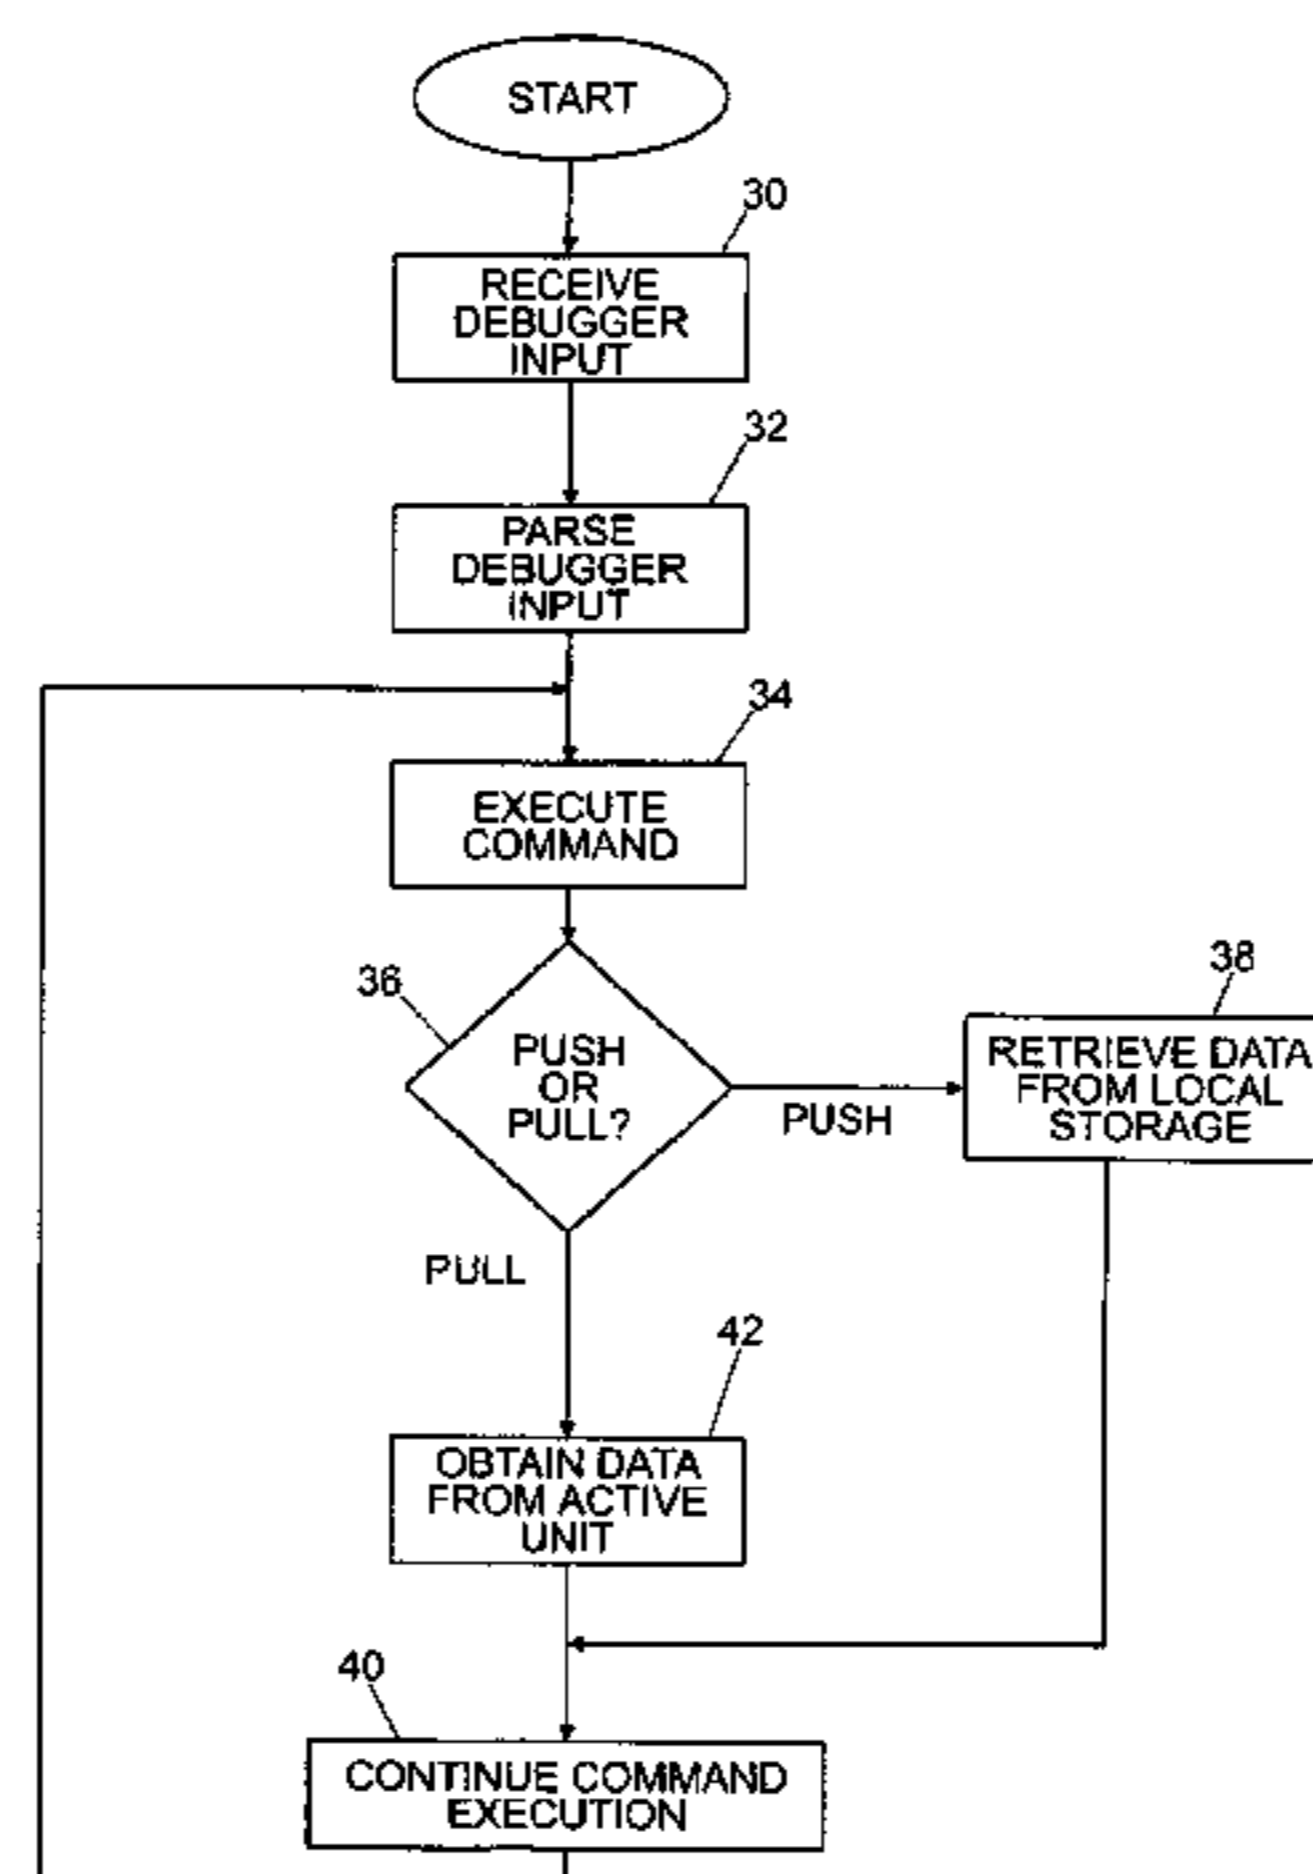 START
30
RECEIVE
DEBUGGER
INPUT
32
PARSE
DEBUGGER
INPUT
34
EXECUTE
COMMAND
36
PUSH
OR
PULL?
PUSH
38
RETRIEVE DATA
FROM LOCAL
STORAGE
PULL
42
OBTAIN DATA
FROM ACTIVE
UNIT
40
CONTINUE COMMAND
EXECUTION